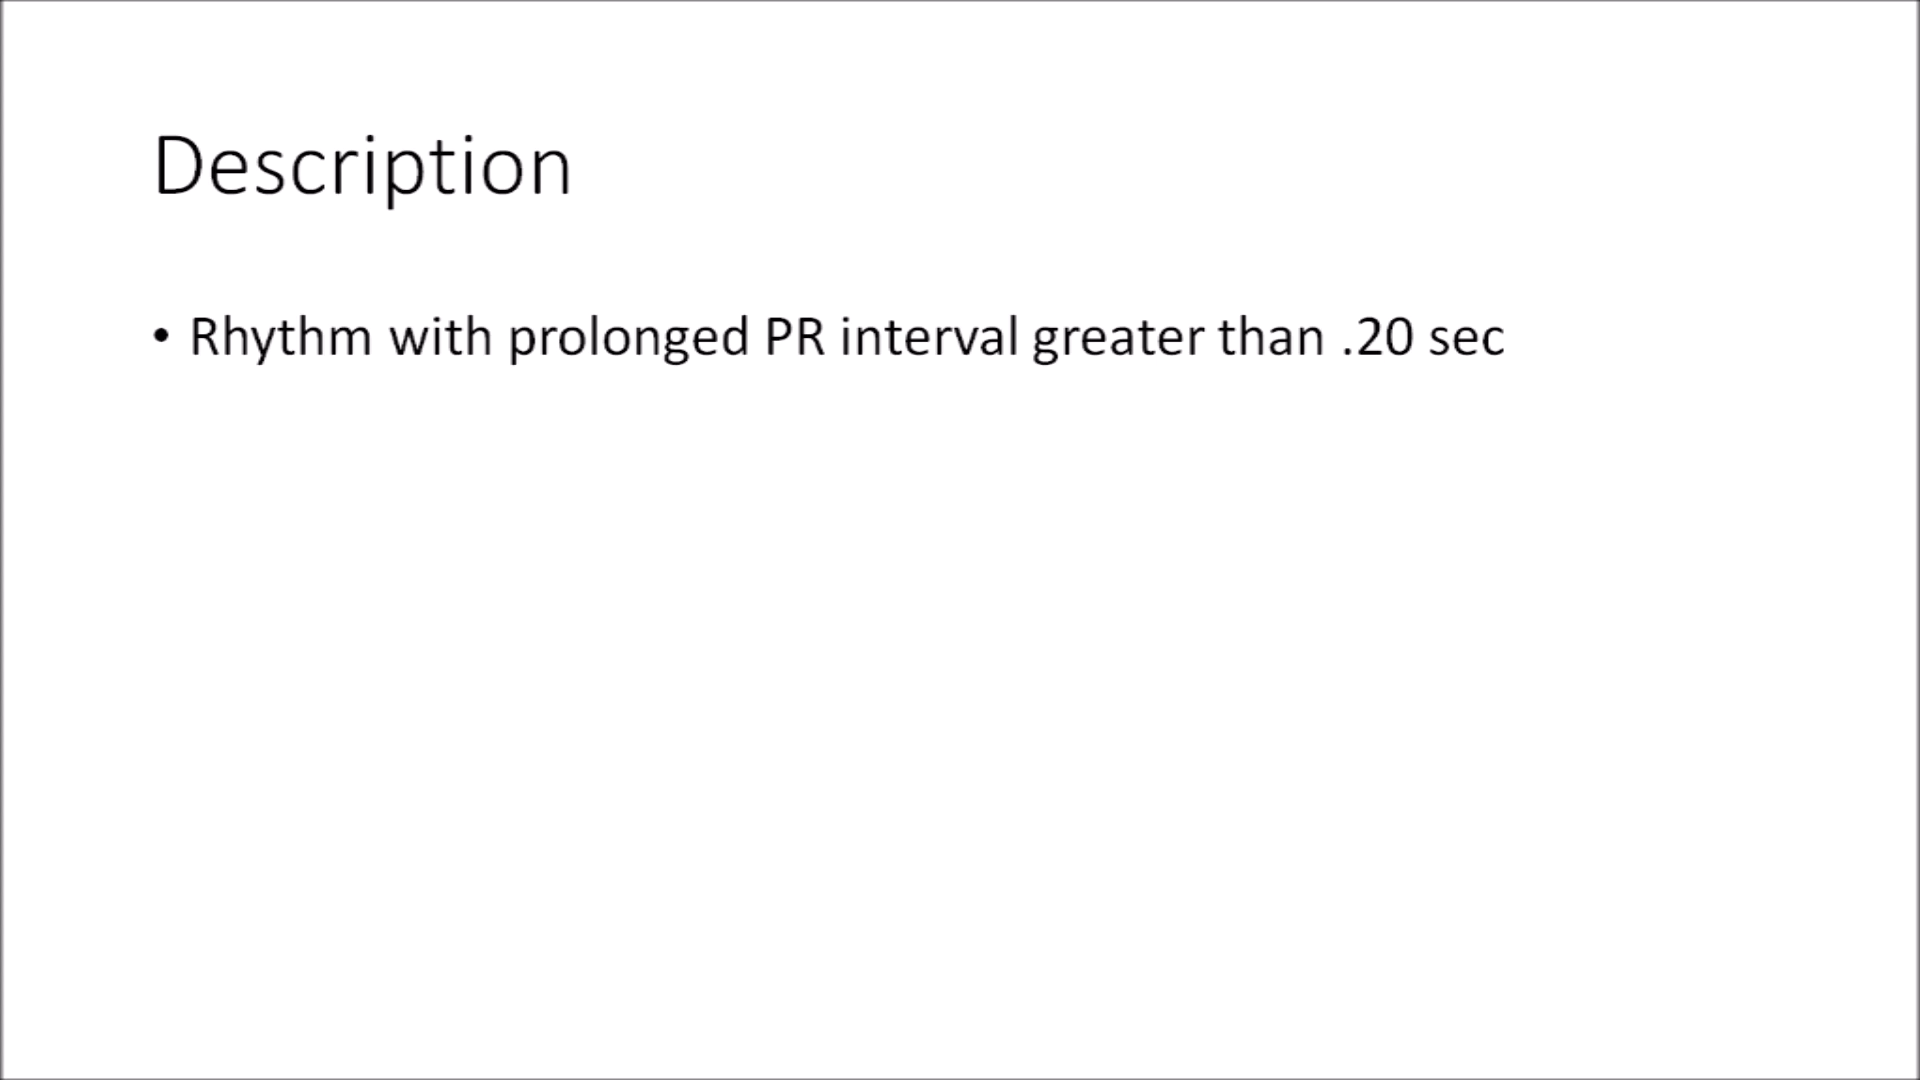 Description
• Rhythm with prolonged PR interval greater than .20 sec